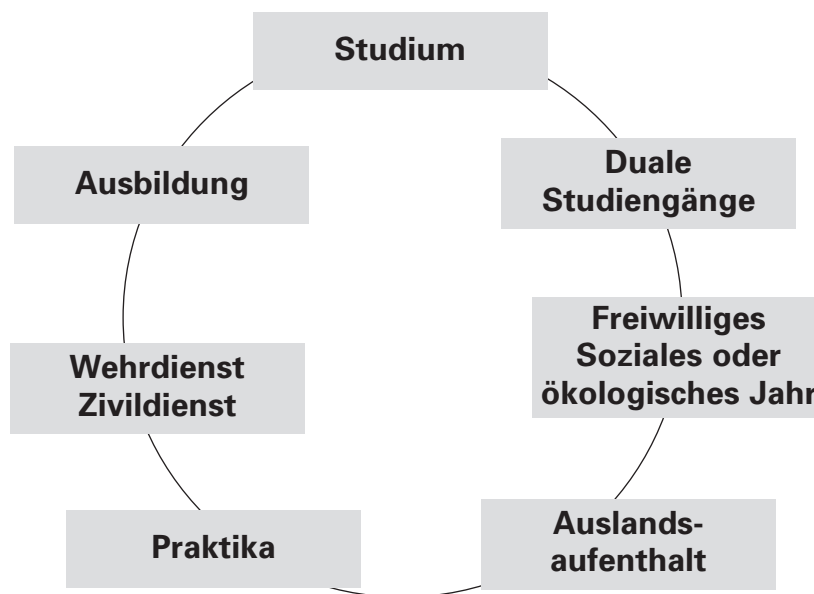 Studium
Ausbildung
Duale
Studiengänge
Freiwilliges
Soziales oder
ökologisches Jahr
Wehrdienst
Zivildienst
Auslands-
aufenthalt
Praktika